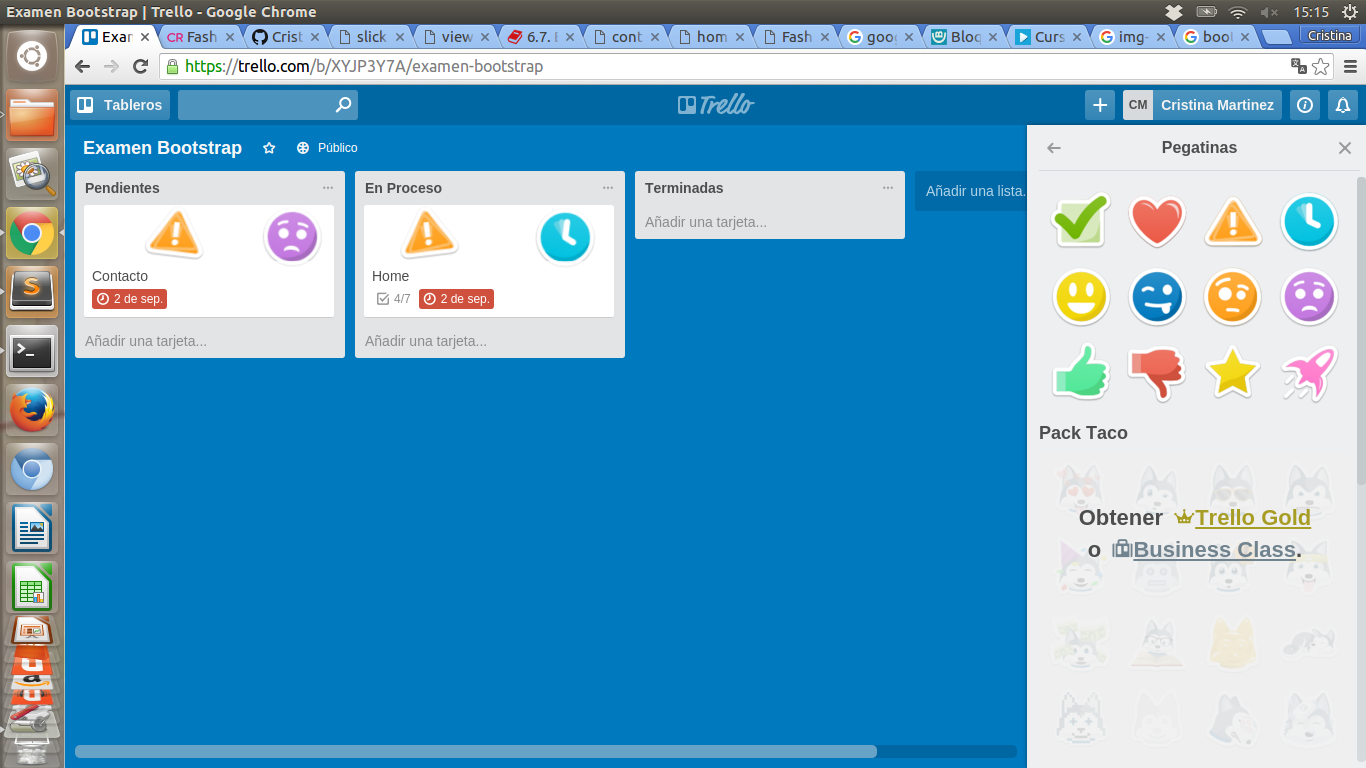 Examen Bootstrap | Trello - Google Chrome
15:15
Exar
CR Fash
Crist
slick
view
6.7. E
cont
hom
Fash
goog
Bloq
Curs
img-
boot
Cristina
https://trello.com/b/XYJP3Y7A/examen-bootstrap
Tableros
Trello
CM Cristina Martinez
Examen Bootstrap
Público
Pegatinas
Pendientes
Contacto
2 de sep.
Añadir una tarjeta...
En Proceso
Home
4/7 2 de sep.
Añadir una tarjeta...
Terminadas
Añadir una tarjeta...
Añadir una lista.
Pack Taco
Obtener Trello Gold
o Business Class.